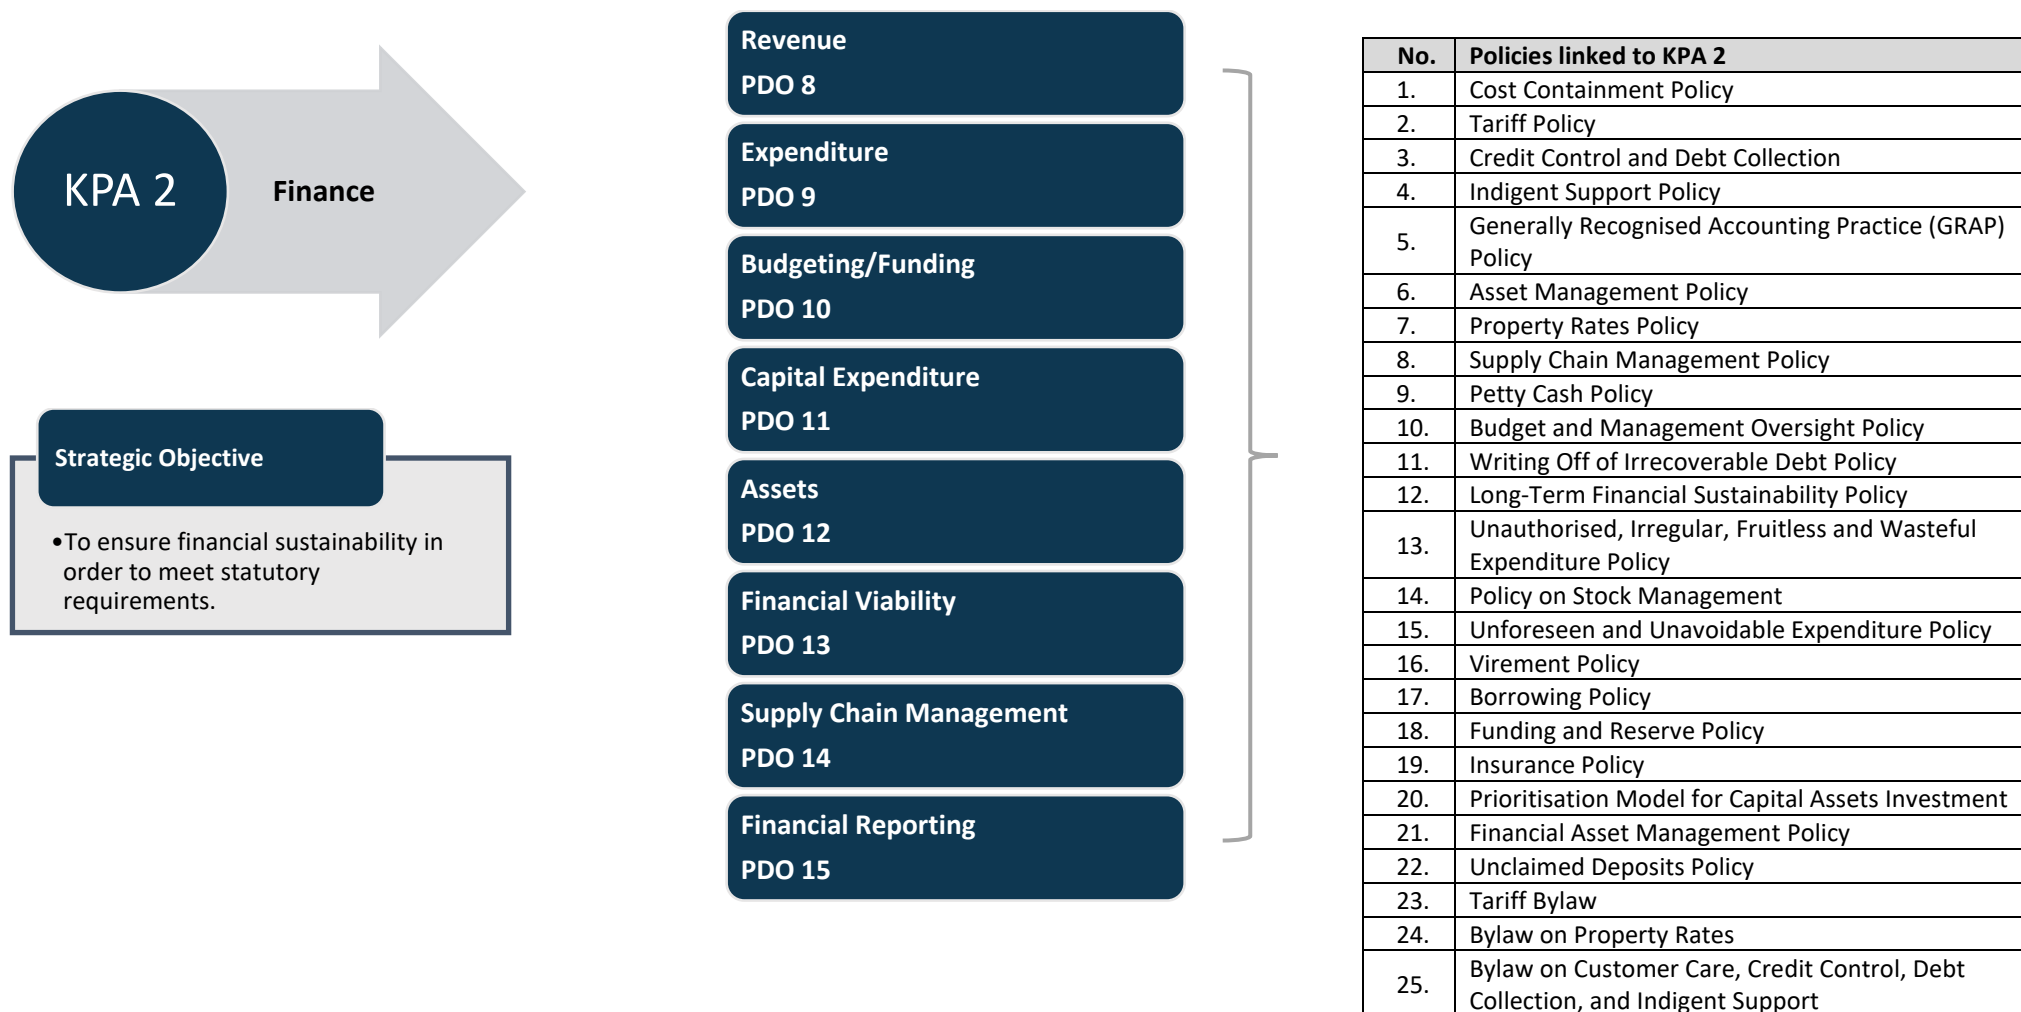 KPA 2
Finance
Strategic Objective
•To ensure financial sustainability in
order to meet statutory
requirements.
Revenue
PDO 8
Expenditure
PDO 9
Budgeting/Funding
PDO 10
Capital Expenditure
PDO 11
Assets
PDO 12
Financial Viability
PDO 13
Supply Chain Management
PDO 14
Financial Reporting
PDO 15
No. Policies linked to KPA 2
1. Cost Containment Policy
2. Tariff Policy
3. Credit Control and Debt Collection
4. Indigent Support Policy
5. Generally Recognised Accounting Practice (GRAP)
Policy
6. Asset Management Policy
7. Property Rates Policy
8. Supply Chain Management Policy
9. Petty Cash Policy
10. Budget and Management Oversight Policy
11. Writing Off of Irrecoverable Debt Policy
12. Long-Term Financial Sustainability Policy
13. Unauthorised, Irregular, Fruitless and Wasteful
Expenditure Policy
14. Policy on Stock Management
15. Unforeseen and Unavoidable Expenditure Policy
16. Virement Policy
17. Borrowing Policy
18. Funding and Reserve Policy
19. Insurance Policy
20. Prioritisation Model for Capital Assets Investment
21. Financial Asset Management Policy
22. Unclaimed Deposits Policy
23. Tariff Bylaw
24. Bylaw on Property Rates
25. Bylaw on Customer Care, Credit Control, Debt
Collection, and Indigent Support